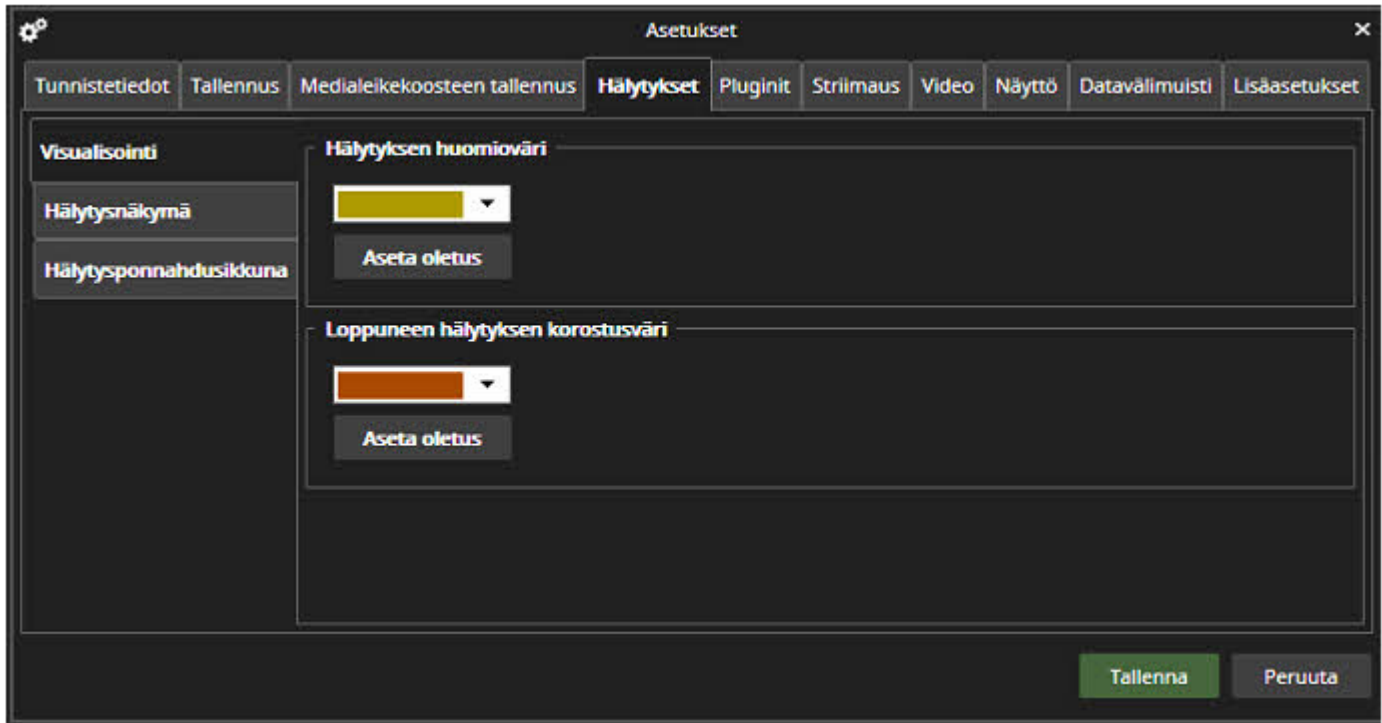 Asetukset
Tunnistetiedot Tallennus Medialeikekoosteen tallennus Hälytykset Pluginit Striimaus Video Näyttö Datavälimuisti Lisäasetukset
Visualisointi
Hälytysnäkymä
Hälytysponnahdusikkuna
Hälytyksen huomioväri
Aseta oletus
Loppuneen hälytyksen korostusväri
Aseta oletus
Tallenna Peruuta